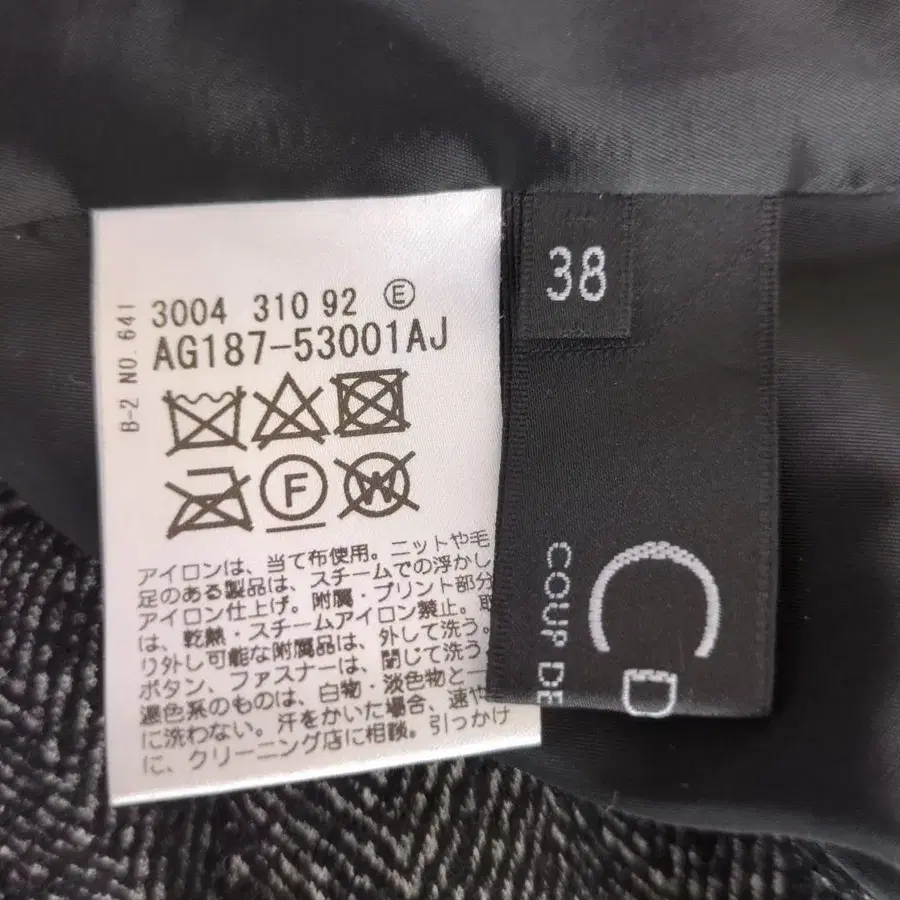 B-2 NO. 641
3004 310 92 Ⓔ
AG187-53001AJ
F
W
アイロンは、当て布使用。ニットや毛
足のある製品は、スチームでの浮かし
アイロン仕上げ。附属・プリント部分
は、乾熱・スチームアイロン禁止。取
り外し可能な附属品は、外して洗う。
ボタン、ファスナーは、閉じて洗う。
濃色系のものは、白物・淡色物と一
に洗わない。汗をかいた場合、速や
に、クリーニング店に相談。引っかけ
38
CD
COUP DE